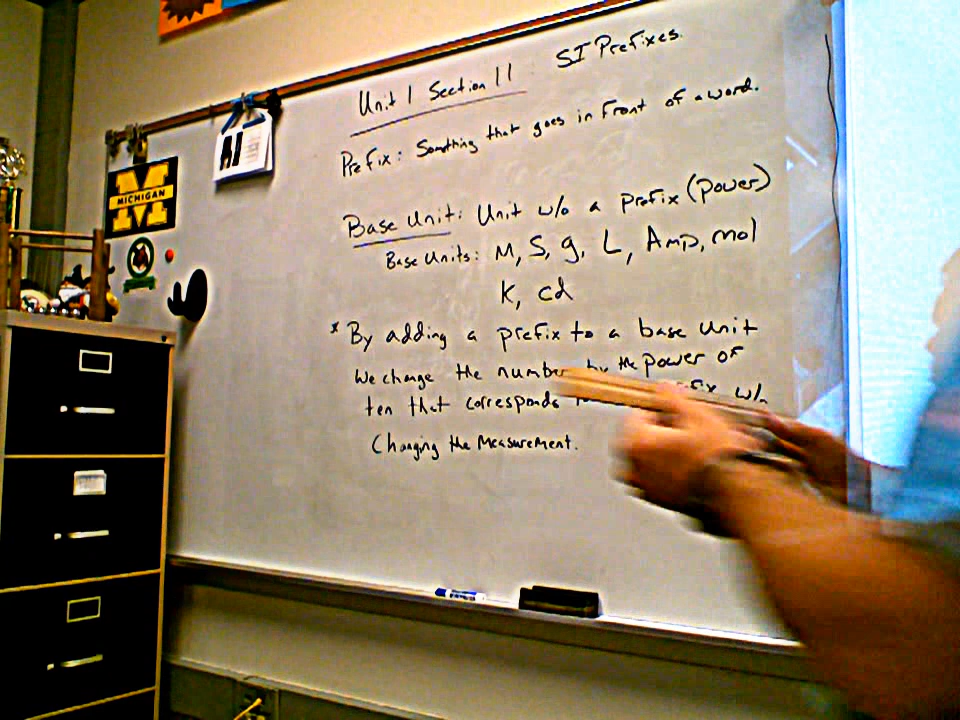 Unit 1 Section 11 SI Prefixes.
Prefix: Something that goes in front of a word.
Base Unit: Unit w/o a prefix (power)
Base Units: M, S, g, L, Amp, mol
K, cd
* By adding a prefix to a base unit
We change the number by the power of
ten that corresponds w/o
Changing the Measurement.
M
MICHIGAN